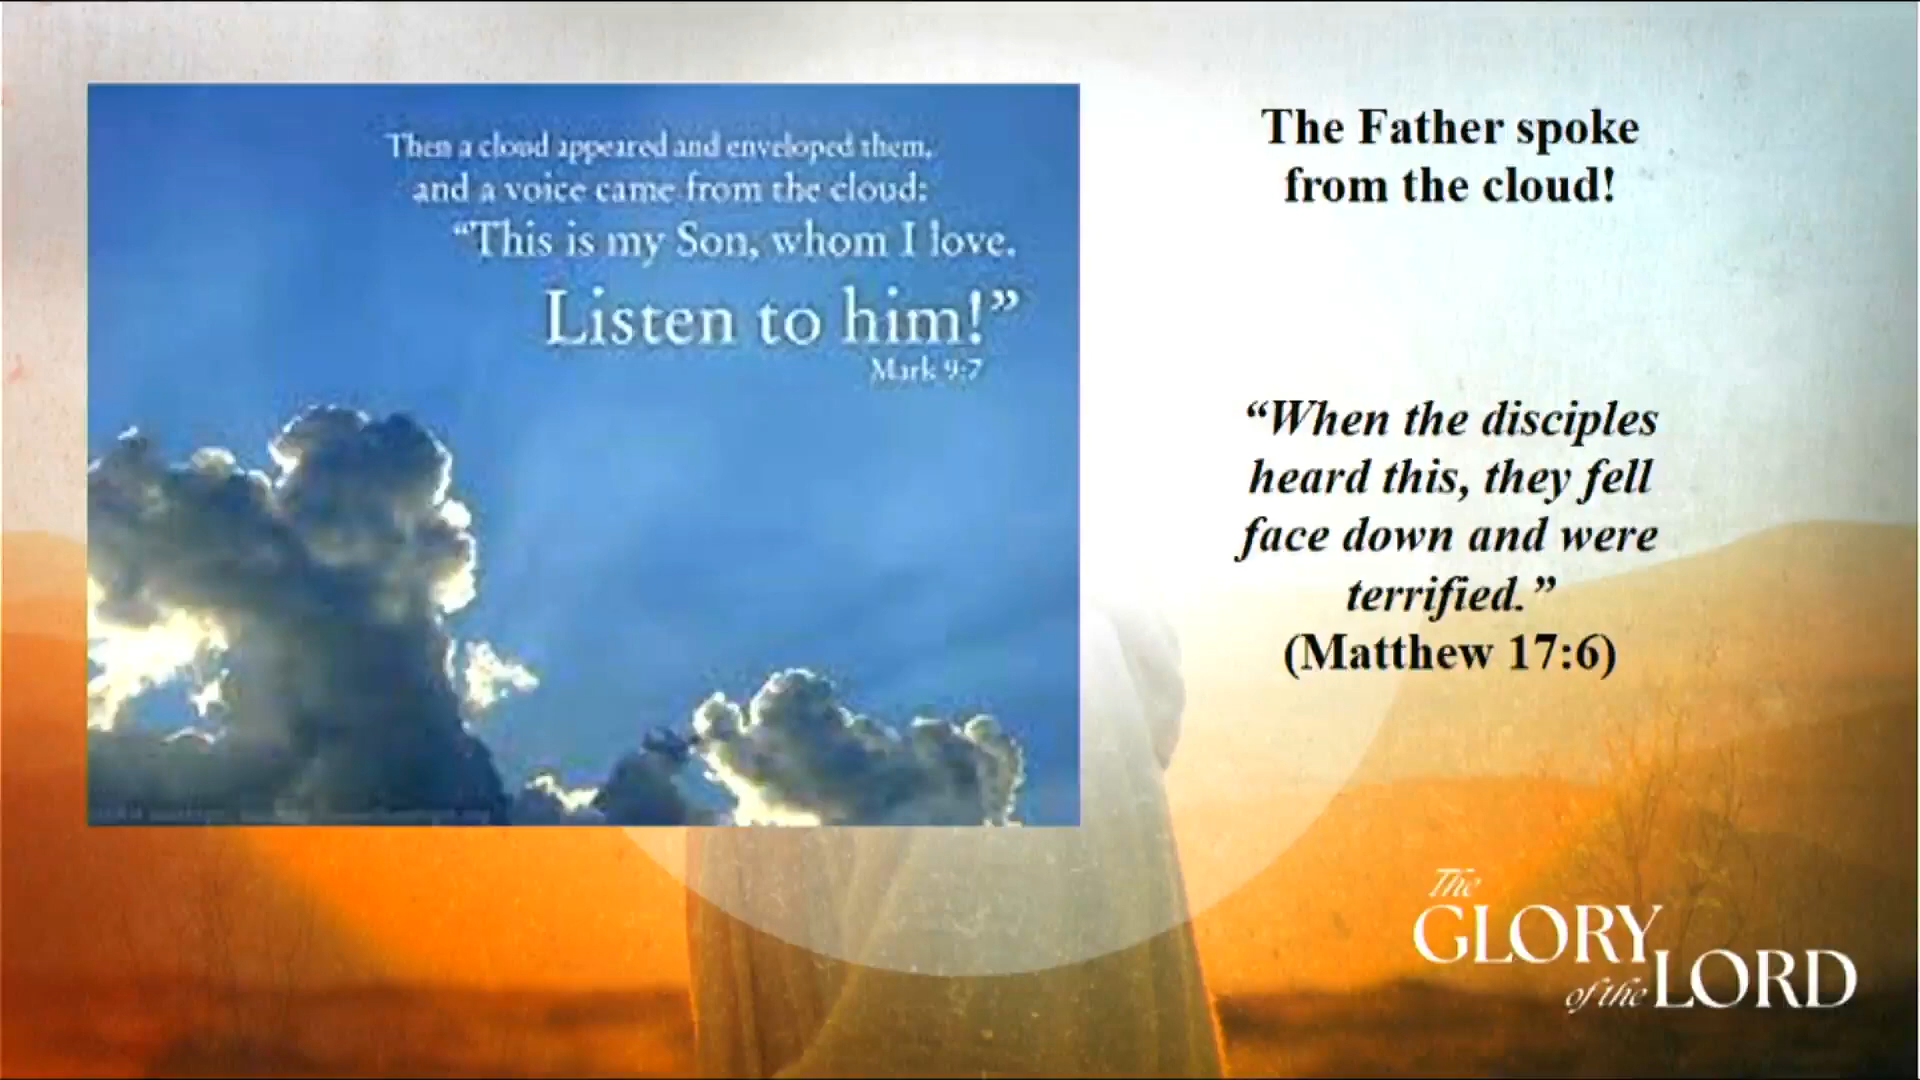 Then a cloud appeared and enveloped them,
and a voice came from the cloud:
“This is my Son, whom I love.
Listen to him!”
Mark 9:7
The Father spoke
from the cloud!
“When the disciples
heard this, they fell
face down and were
terrified.”
(Matthew 17:6)
The
GLORY
of the LORD